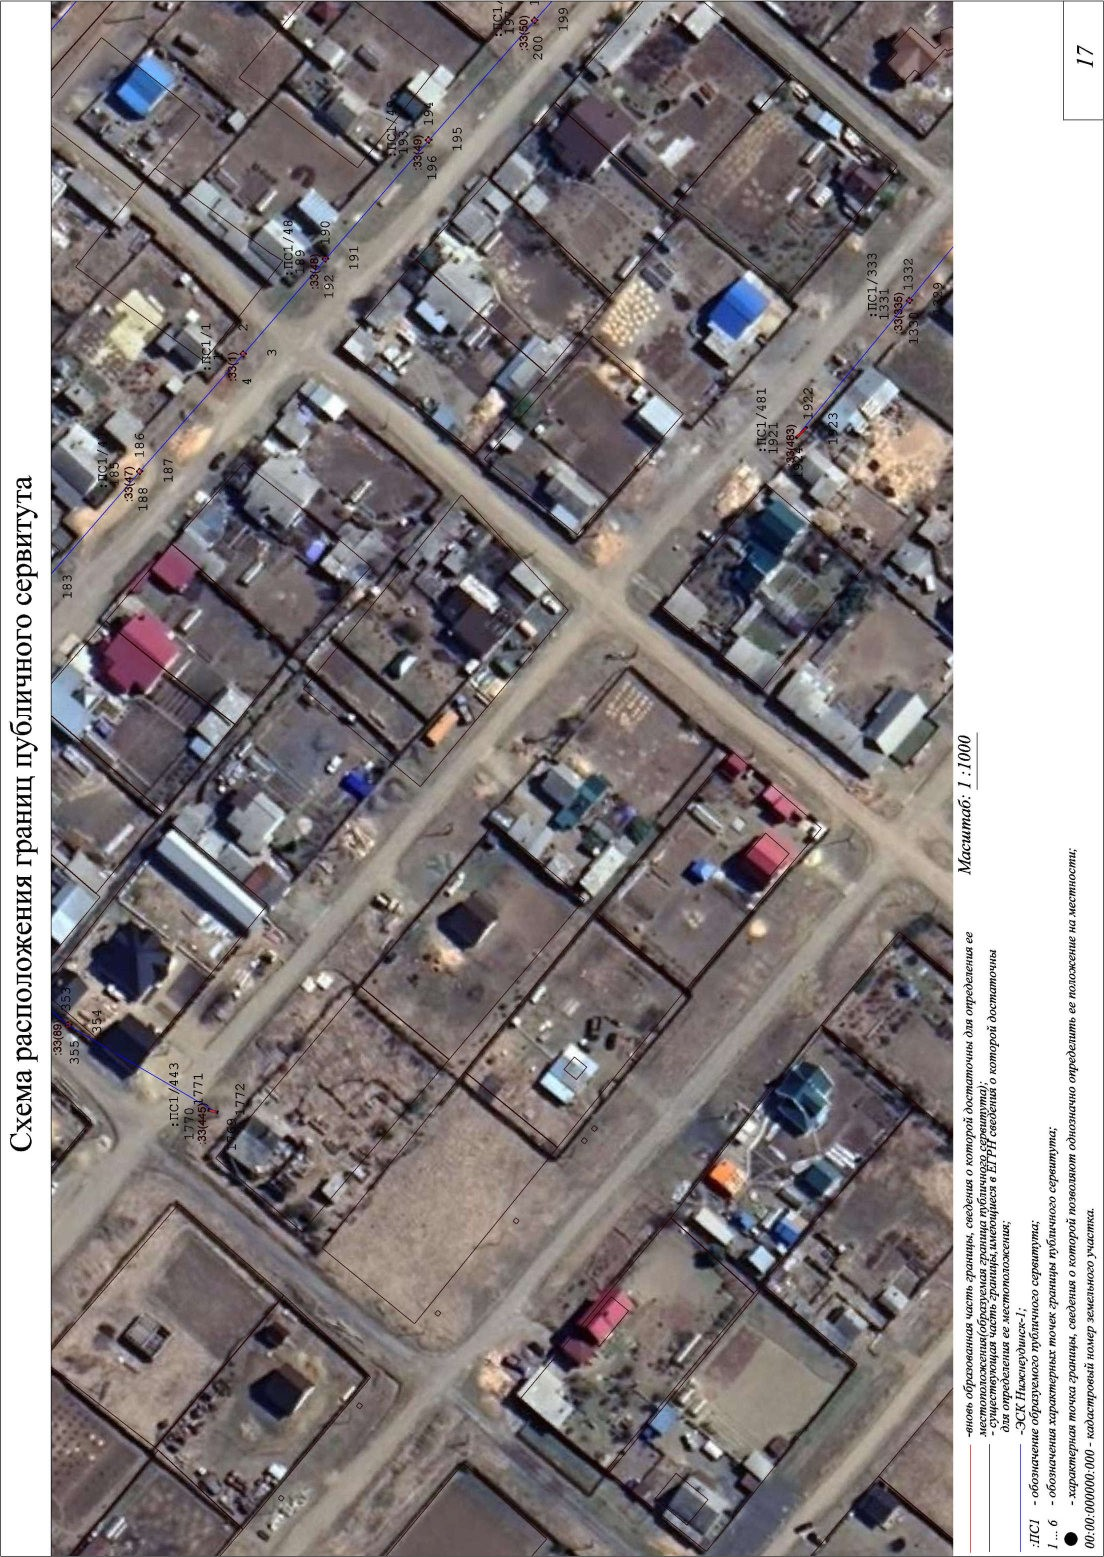 Схема расположения границ публичного сервитута
183
:33(47)
186
188
187
:ПС1/1
:33(1)
2
4
3
:ПС1/48
189
190
:33(48)
192
191
193
194
:33(49)
196
195
:33(50)
200
199
:ПС1/333
1331
1332
:33(335)
:ПС1/481
1921
1922
:33(483)
1923
:33(69)
353
355
354
:ПС1/443
1770
1771
:33(445)
1772
Масштаб: 1 :1000
-вновь образованная часть границы, сведения о которой достаточны для определения ее
местоположения(образуемая граница публичного сервитута);
- существующая часть границы,имеющиеся в ЕГРН сведения о которой достаточны
для определения ее местоположения;
-ЭСК Нижнеудинск-1;
:ПС1 - обозначение образуемого публичного сервитута;
1 ... 6 - обозначения характерных точек границы публичного сервитута;
- характерная точка границы, сведения о которой позволяют однозначно определить ее положение на местности;
00:00:000000:000 - кадастровый номер земельного участка.
17